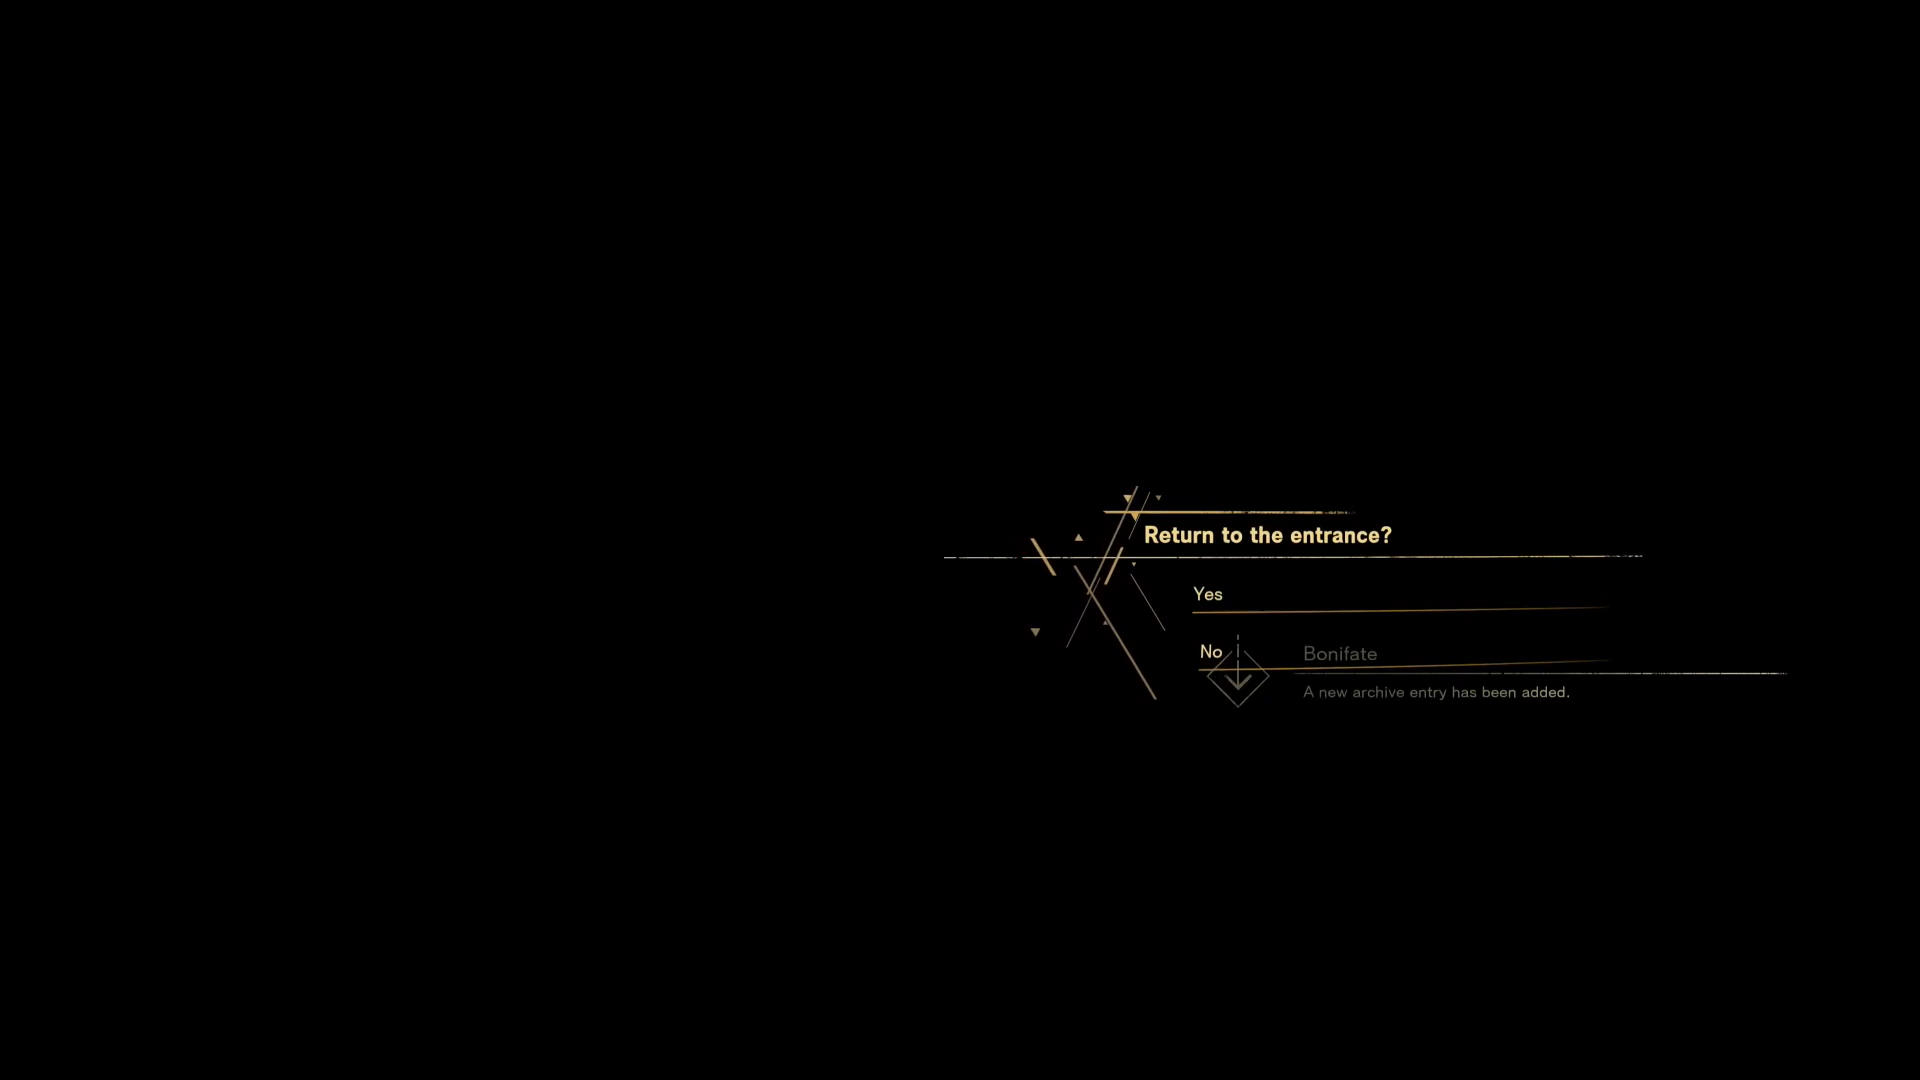 Return to the entrance?
Yes
No
Bonifate
A new archive entry has been added.